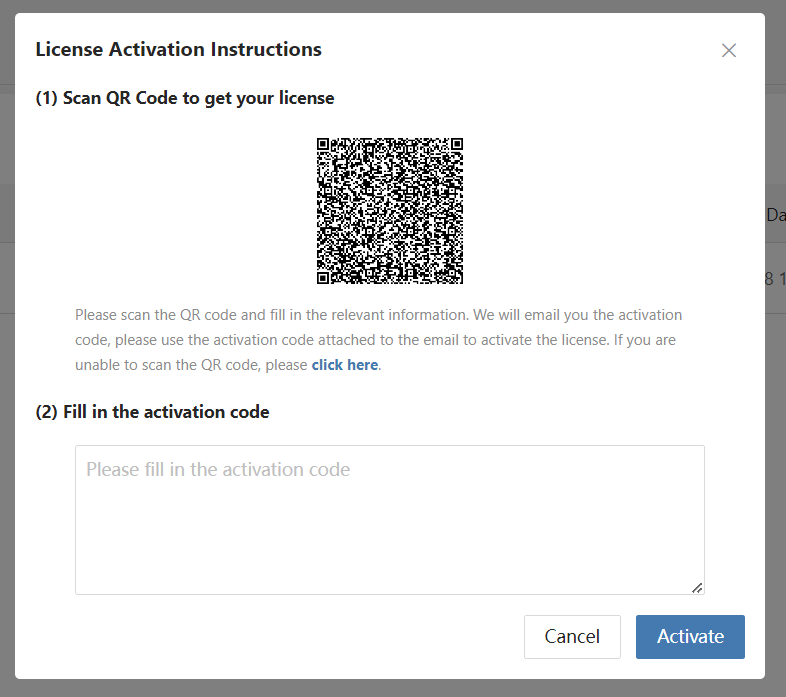 License Activation Instructions
(1) Scan QR Code to get your license
Da
8 1
Please scan the QR code and fill in the relevant information. We will email you the activation
code, please use the activation code attached to the email to activate the license. If you are
unable to scan the QR code, please click here.
(2) Fill in the activation code
Please fill in the activation code
Cancel
Activate